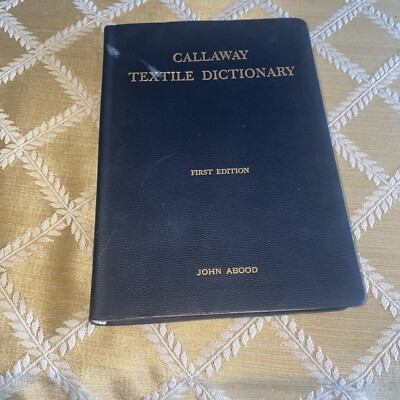 CALLAWAY
TEXTILE DICTIONARY
FIRST EDITION
JOHN ABOOD